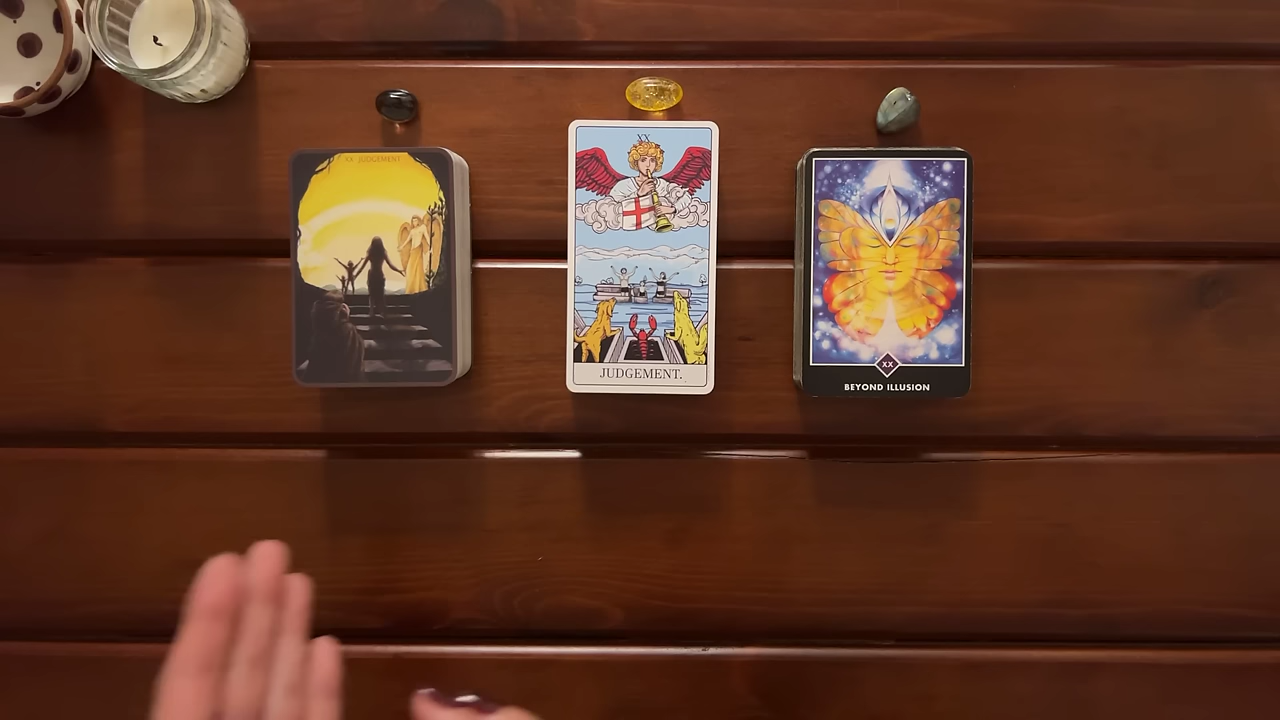 XX JUDGEMENT
XX
JUDGEMENT.
XX
BEYOND ILLUSION